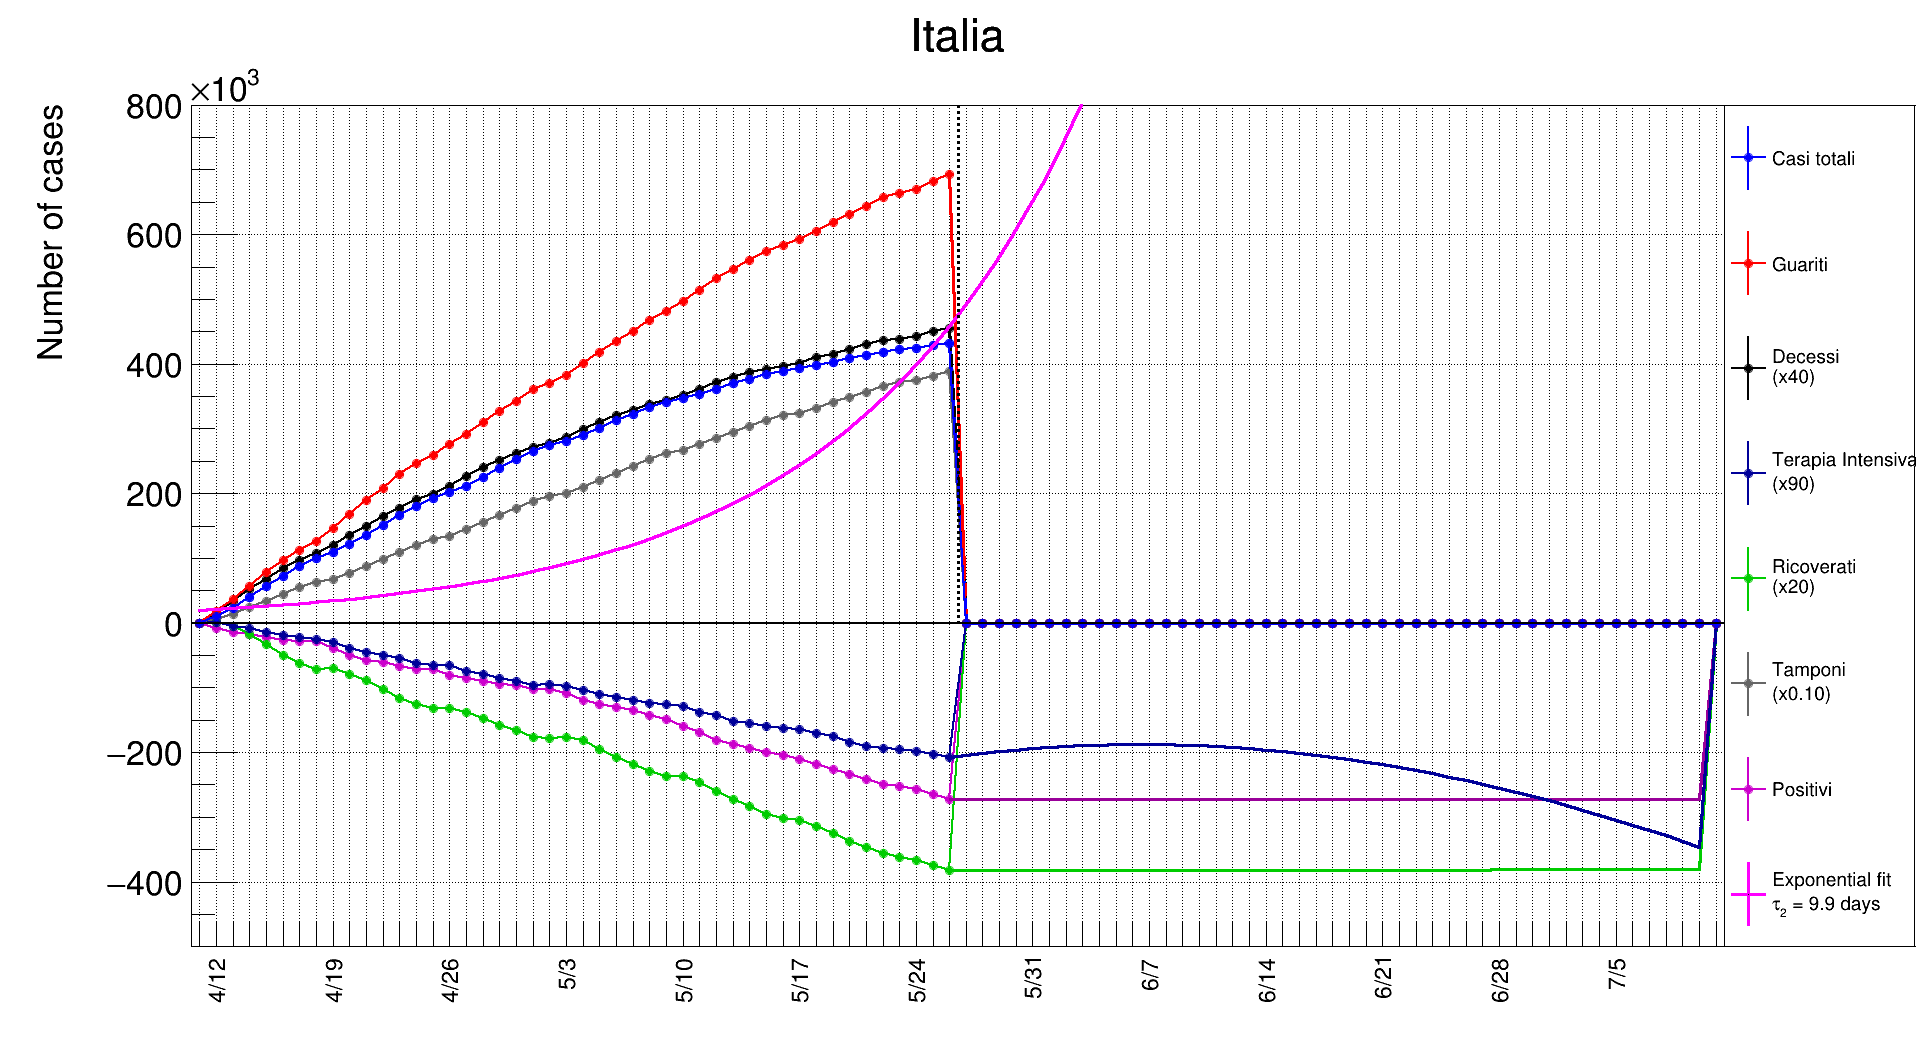 Italia
×10³
Number of cases
800
600
400
200
0
−200
−400
4/12
4/19
4/26
5/3
5/10
5/17
5/24
5/31
6/7
6/14
6/21
6/28
7/5
Casi totali
Guariti
Decessi
(x40)
Terapia Intensiva
(x90)
Ricoverati
(x20)
Tamponi
(x0.10)
Positivi
Exponential fit
τ₂ = 9.9 days